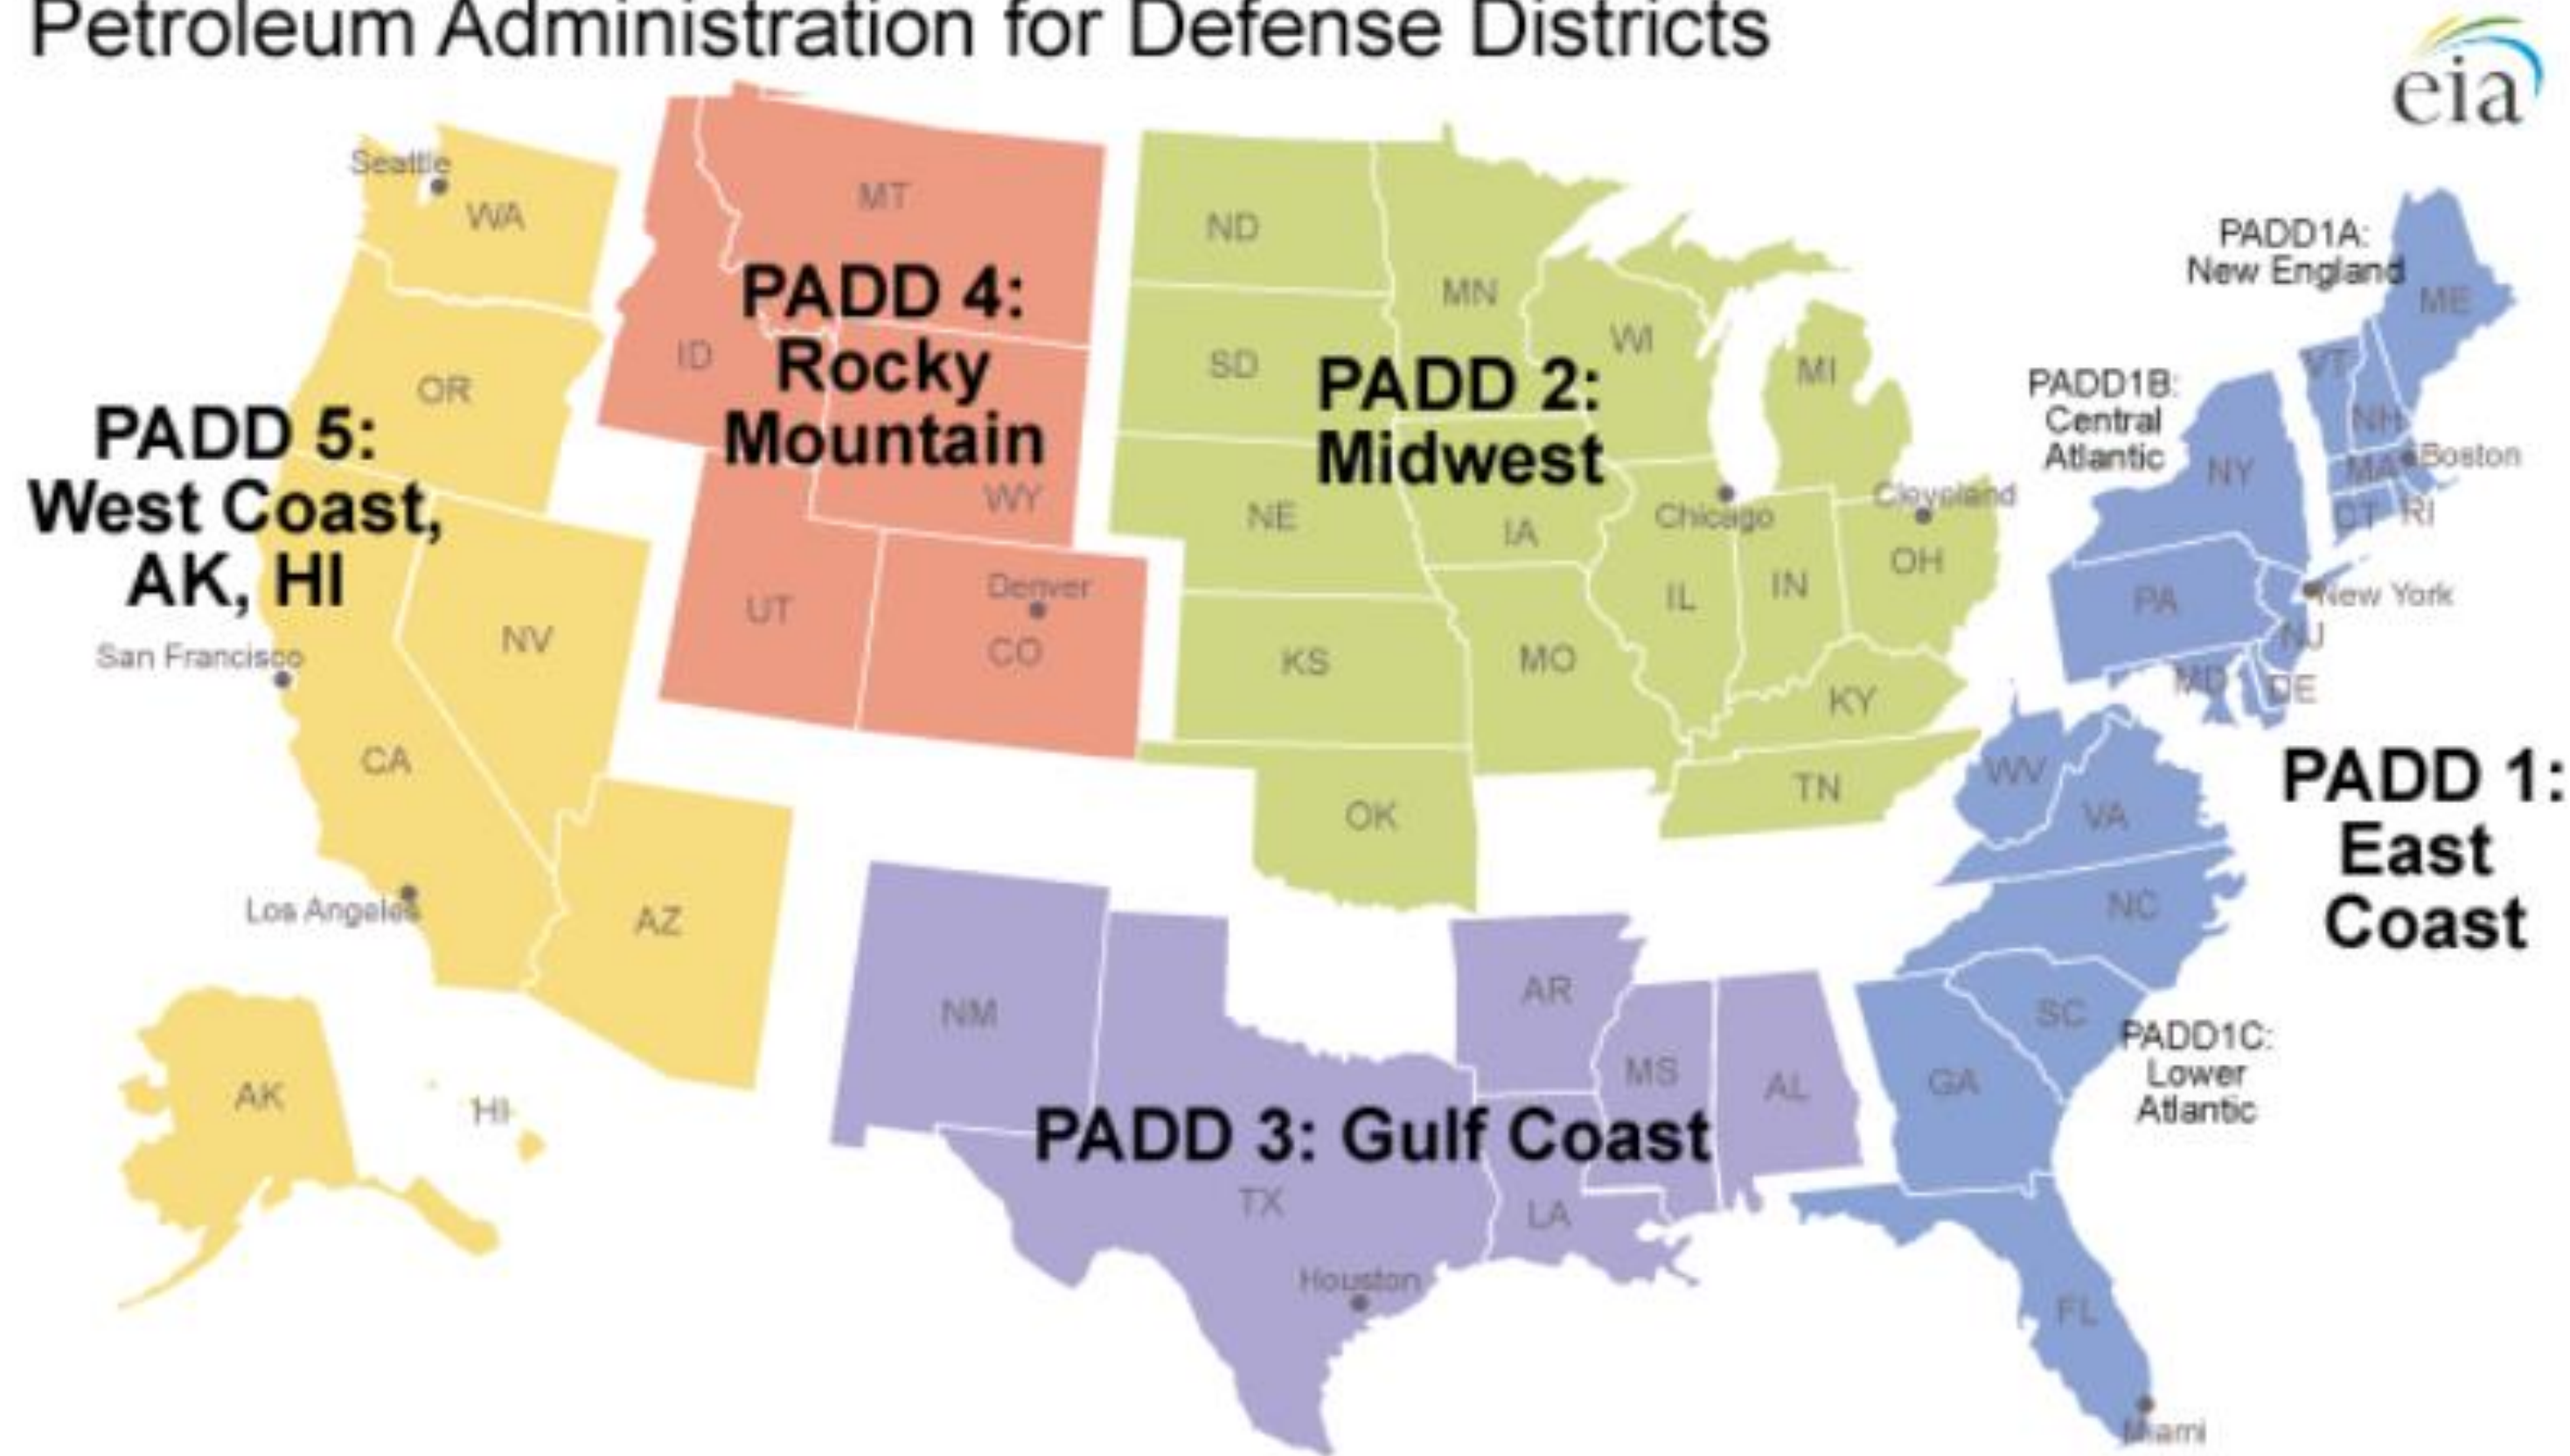 Petroleum Administration for Defense Districts
eia
Seattle
WA
OR
PADD 5:
West Coast,
AK, HI
San Francisco
NV
CA
Los Angeles
AZ
AK
HI
MT
PADD 4:
Rocky
Mountain
ID
WY
UT
Denver
CO
ND
MN
SD
WI
MI
PADD 2:
Midwest
NE
IA
Chicago
Cleveland
IL
IN
OH
KS
MO
KY
OK
TN
NM
AR
MS
AL
PADD 3: Gulf Coast
TX
LA
Houston
PADD1A:
New England
ME
VT
NH
Boston
MA
CT
RI
PADD1B:
Central
Atlantic
NY
PA
New York
NJ
MD
DE
PADD 1:
East
Coast
WV
VA
NC
SC
GA
PADD1C:
Lower
Atlantic
FL
Miami